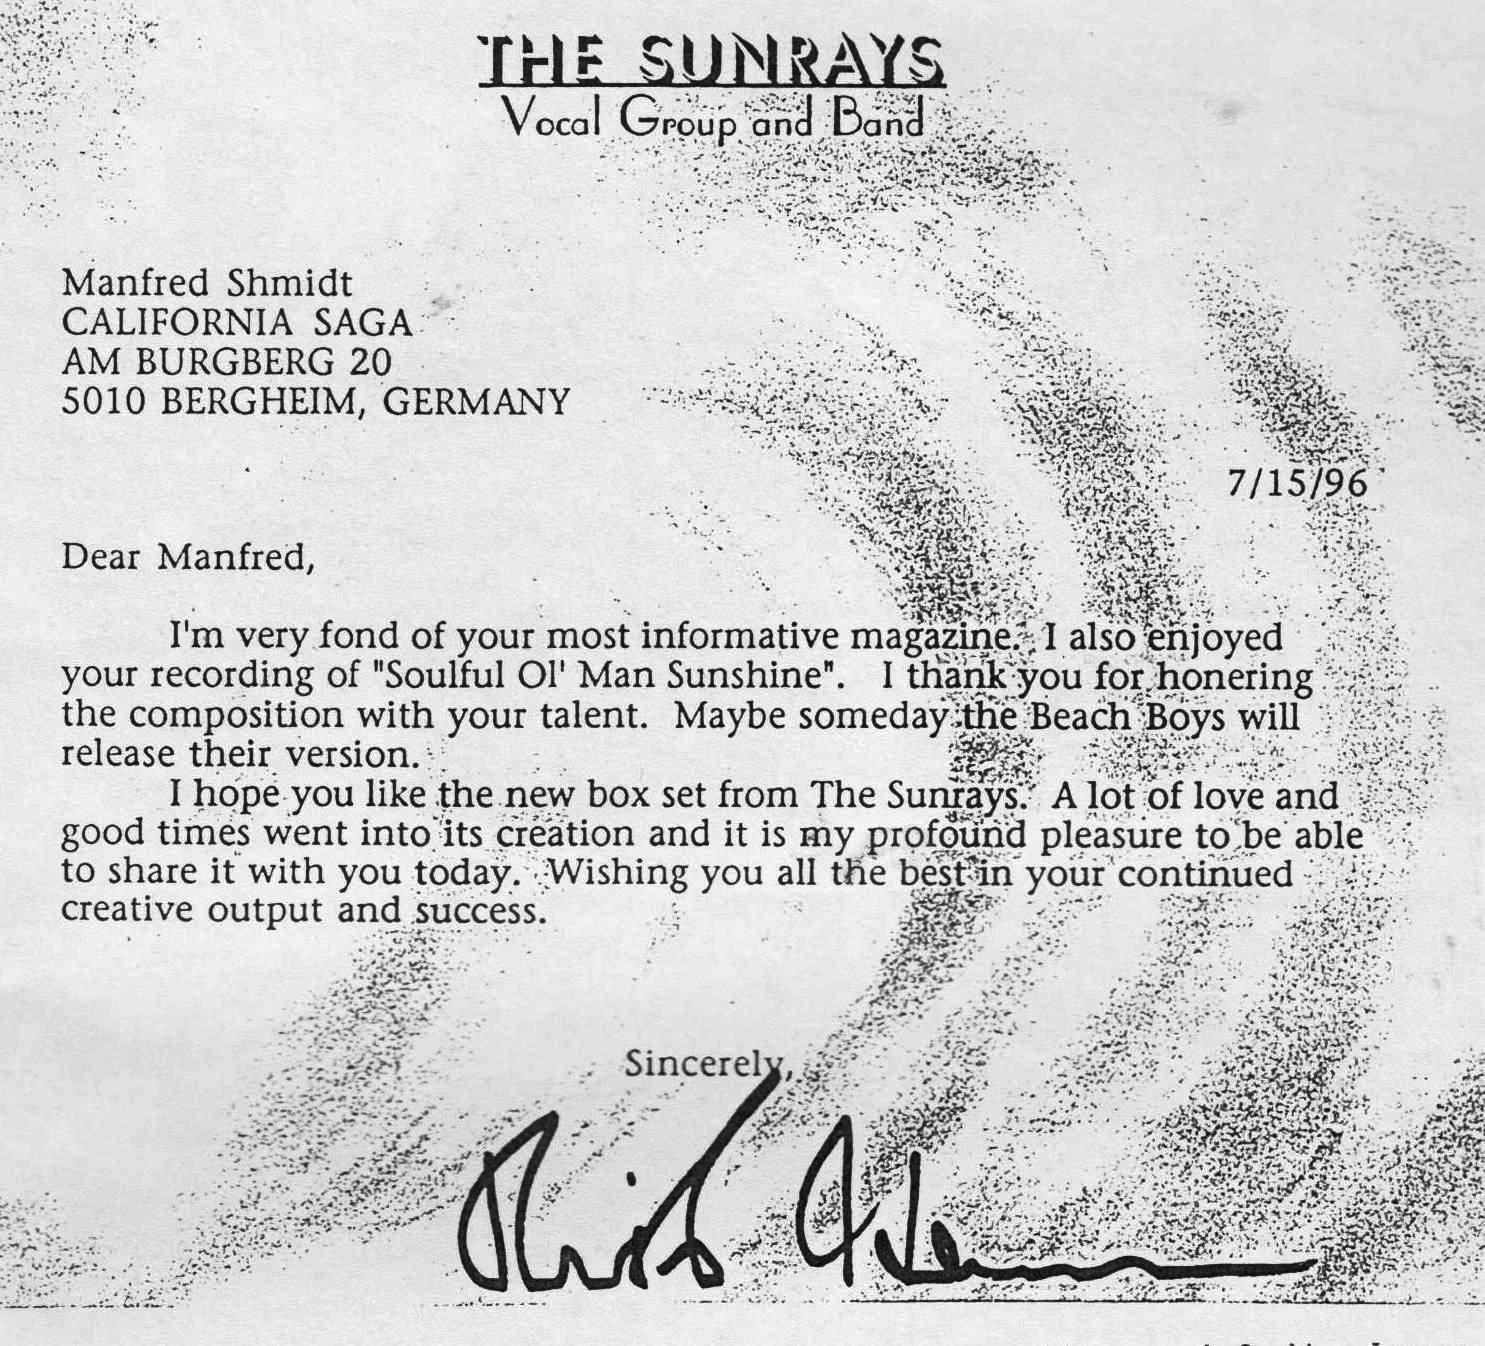 THE SUNRAYS
Vocal Group and Band
Manfred Shmidt
CALIFORNIA SAGA
AM BURGBERG 20
5010 BERGHEIM, GERMANY
7/15/96
Dear Manfred,
I'm very fond of your most informative magazine. I also enjoyed
your recording of "Soulful Ol' Man Sunshine". I thank you for honering
the composition with your talent. Maybe someday the Beach Boys will
release their version.
I hope you like the new box set from The Sunrays. A lot of love and
good times went into its creation and it is my profound pleasure to be able
to share it with you today. Wishing you all the best in your continued
creative output and success.
Sincerely,